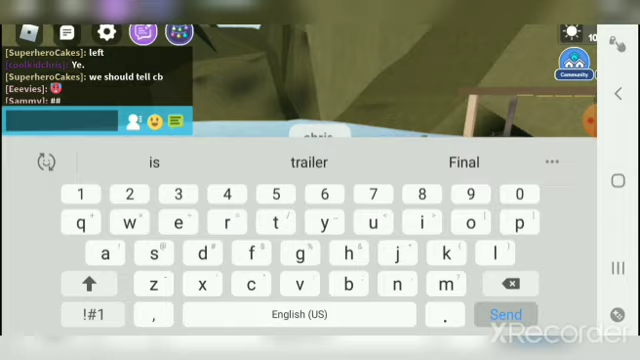 [SuperheroCakes]: left
[coolkidchris]: Ye.
[SuperheroCakes]: we should tell cb
[Eeevies]: 👹
[Sammy]: ##
10
Community
chris
is trailer Final ...
1 2 3 4 5 6 7 8 9 0
q w e r t y u i o p
a s d f g h j k l
z x c v b n m
!#1 , English (US) . Send
XRecorder